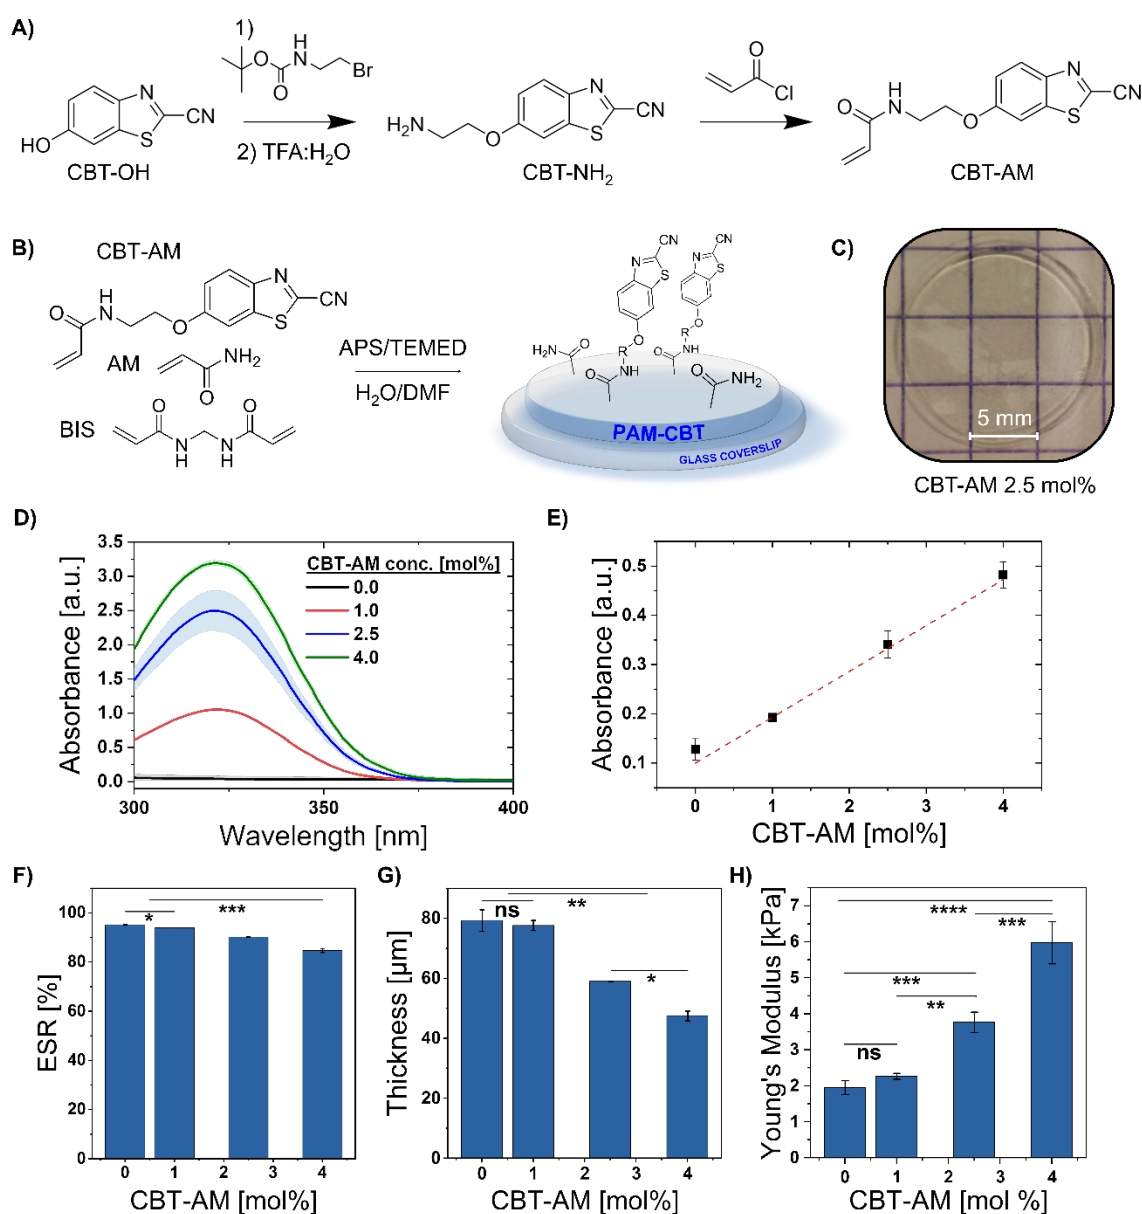 A)
1)
O
O
N
H
Br
2) TFA:H2O
HO
N
S
CN
CBT-OH
H2N
O
N
S
CN
CBT-NH2
O
Cl
O
H
N
O
N
S
CN
CBT-AM
B)
CBT-AM
O
H
N
O
N
S
CN
AM
NH2
O
BIS
O
N
H
N
H
O
APS/TEMED
H2O/DMF
CN
N
S
O
R
O
NH
H2N
O
CN
N
S
O
R
O
NH
O
NH2
PAM-CBT
GLASS COVERSLIP
C)
5 mm
CBT-AM 2.5 mol%
D)
Absorbance [a.u.]
3.5
3.0
2.5
2.0
1.5
1.0
0.5
0.0
CBT-AM conc. [mol%]
0.0
1.0
2.5
4.0
300 350 400
Wavelength [nm]
E)
Absorbance [a.u.]
0.5
0.4
0.3
0.2
0.1
0 1 2 3 4
CBT-AM [mol%]
F)
ESR [%]
100
80
60
40
20
0
*
***
0 1 2 3 4
CBT-AM [mol%]
G)
Thickness [µm]
80
60
40
20
0
ns
**
*
0 1 2 3 4
CBT-AM [mol%]
H)
Young's Modulus [kPa]
7
6
5
4
3
2
1
0
****
***
***
**
ns
0 1 2 3 4
CBT-AM [mol %]